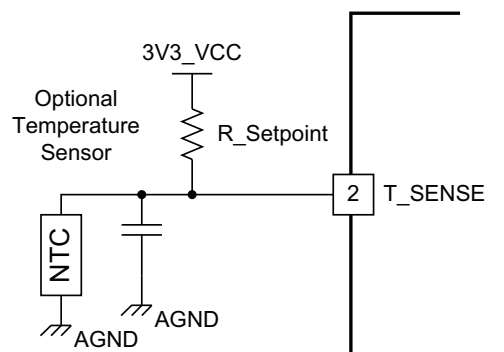 3V3_VCC
Optional
Temperature
Sensor
R_Setpoint
2
T_SENSE
NTC
AGND
AGND